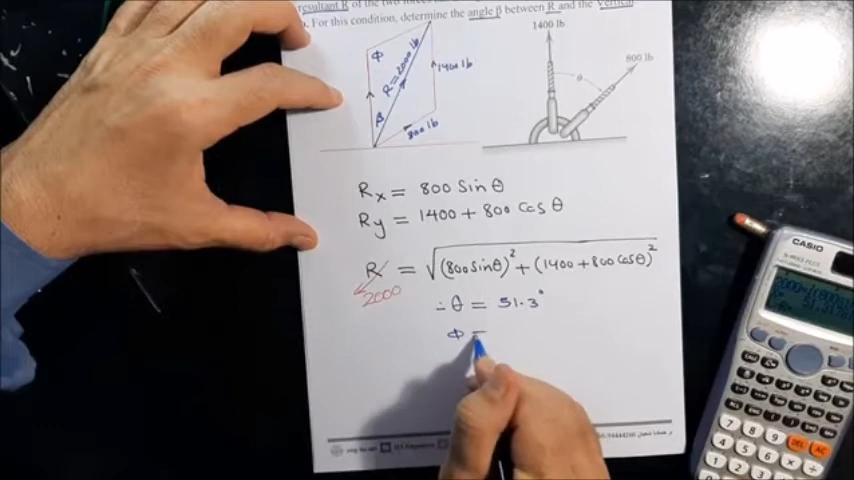 resultant R of the two forces
For this condition, determine the angle β between R and the vertical
1400 lb
800 lb
θ
Φ
R=2000 lb
1400 lb
β
800 lb
Rx = 800 Sin θ
Ry = 1400 + 800 Cos θ
R = √(800 sinθ)² + (1400 + 800 cosθ)²
2000
∴ θ = 51.3°
Φ =
CASIO